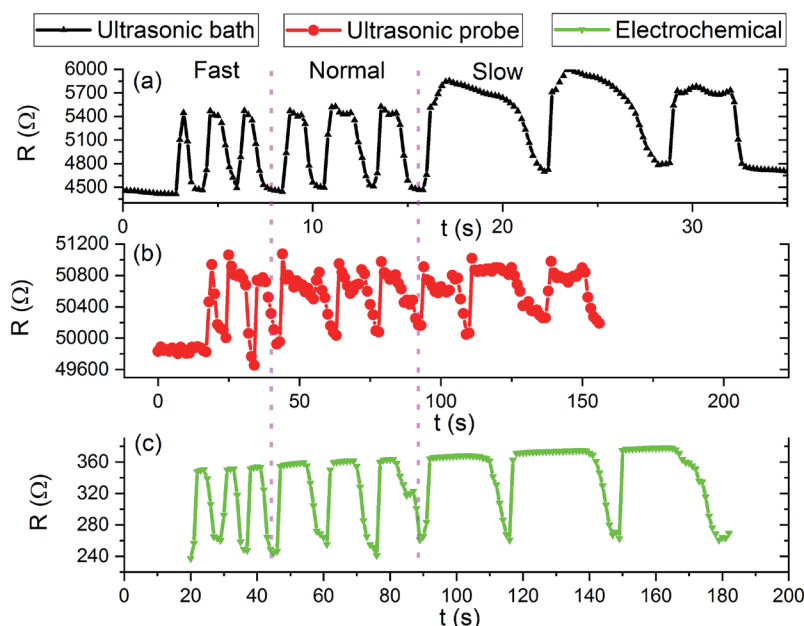 Ultrasonic bath Ultrasonic probe Electrochemical
(a) Fast Normal Slow
6000
5700
5400
5100
4800
4500
R (Ω)
0 10 20 30
t (s)
(b)
51200
50800
50400
50000
49600
R (Ω)
0 50 100 150 200
t (s)
(c)
360
320
280
240
R (Ω)
0 20 40 60 80 100 120 140 160 180 200
t (s)